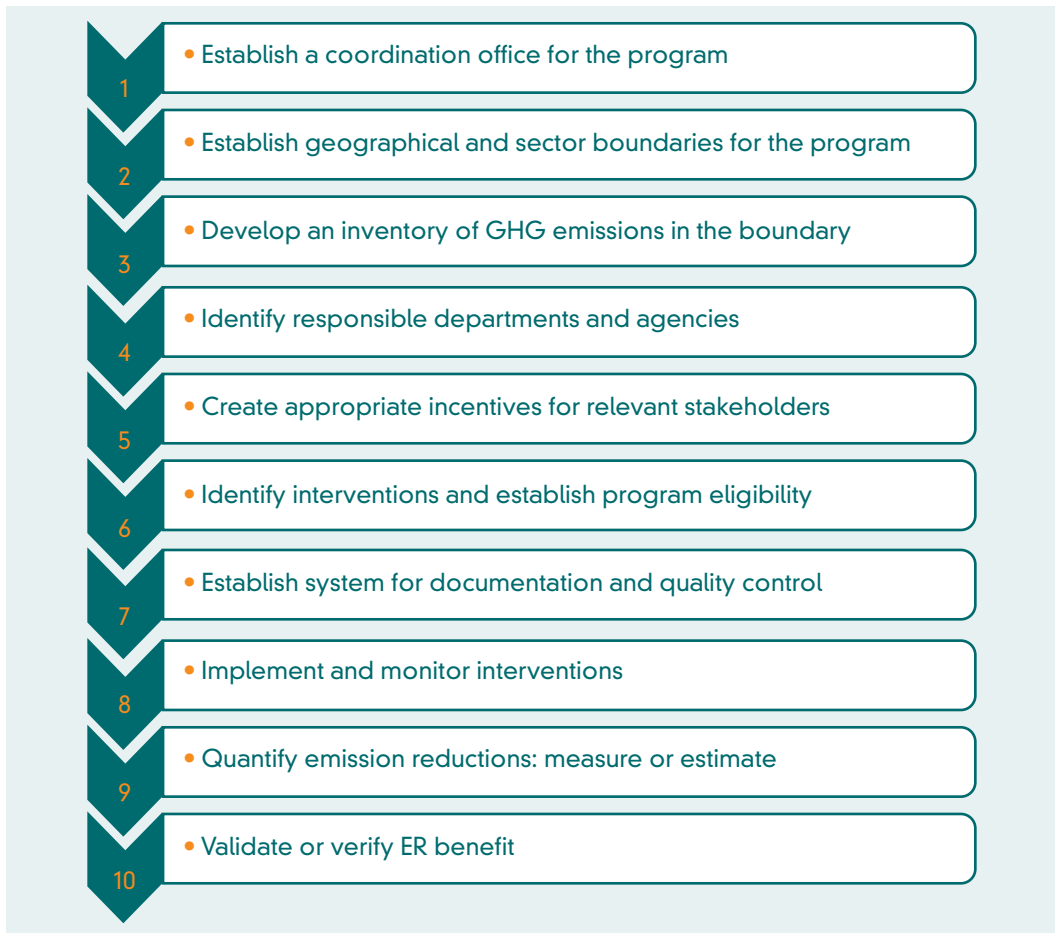 1
• Establish a coordination office for the program
2
• Establish geographical and sector boundaries for the program
3
• Develop an inventory of GHG emissions in the boundary
4
• Identify responsible departments and agencies
5
• Create appropriate incentives for relevant stakeholders
6
• Identify interventions and establish program eligibility
7
• Establish system for documentation and quality control
8
• Implement and monitor interventions
9
• Quantify emission reductions: measure or estimate
10
• Validate or verify ER benefit